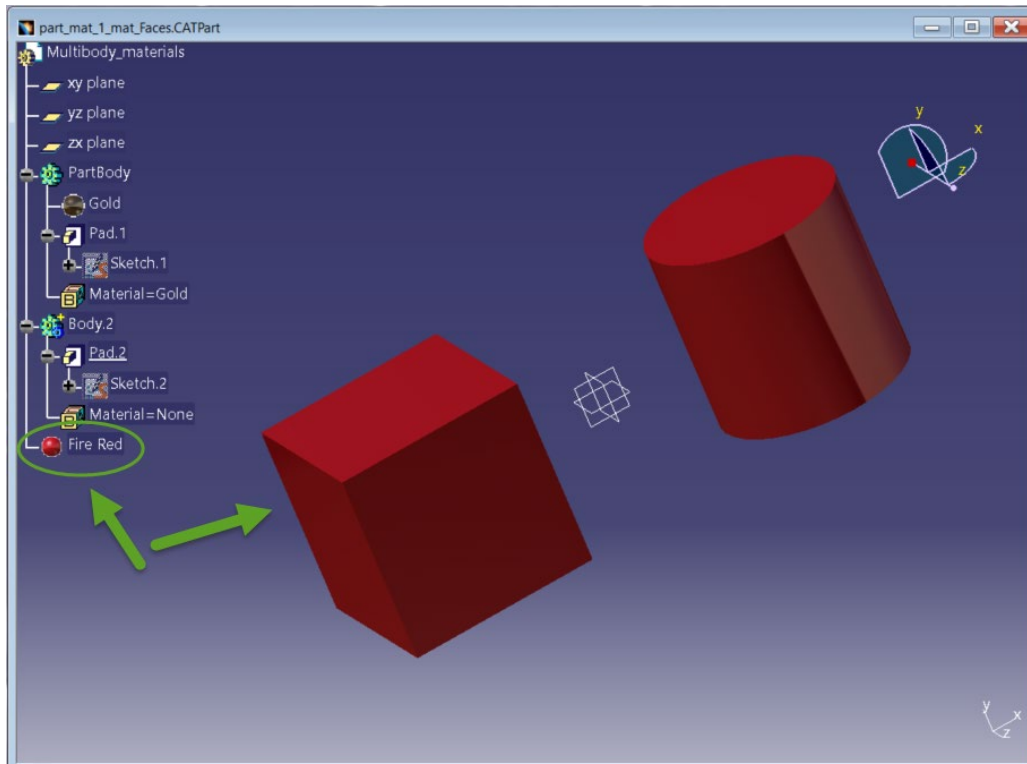 part_mat_1_mat_Faces.CATPart
Multibody_materials
xy plane
yz plane
zx plane
PartBody
Gold
Pad.1
Sketch.1
Material=Gold
Body.2
Pad.2
Sketch.2
Material=None
Fire Red
y
x
z
y
x
z